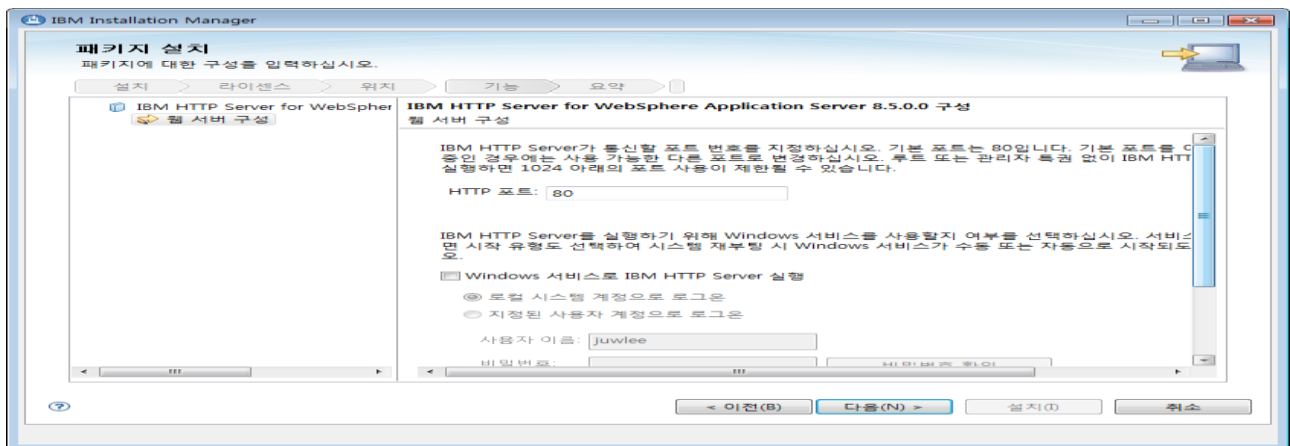 IBM Installation Manager
패키지 설치
패키지에 대한 구성을 입력하십시오.
설치 라이센스 위치 기능 요약
IBM HTTP Server for WebSpher
웹 서버 구성
IBM HTTP Server for WebSphere Application Server 8.5.0.0 구성
웹 서버 구성
IBM HTTP Server가 통신할 포트 번호를 지정하십시오. 기본 포트는 80입니다. 기본 포트를
중인 경우에는 사용 가능한 다른 포트로 변경하십시오. 루트 또는 관리자 특권 없이 IBM HTT
실행하면 1024 아래의 포트 사용이 제한될 수 있습니다.
HTTP 포트: 80
IBM HTTP Server를 실행하기 위해 Windows 서비스를 사용할지 여부를 선택하십시오. 서비스
면 시작 유형도 선택하여 시스템 재부팅 시 Windows 서비스가 수동 또는 자동으로 시작되도
오.
Windows 서비스로 IBM HTTP Server 실행
로컬 시스템 계정으로 로그온
지정된 사용자 계정으로 로그온
사용자 이름: juwlee
비밀번호: 비밀번호 확인
< 이전(B) 다음(N) > 설치(I) 취소